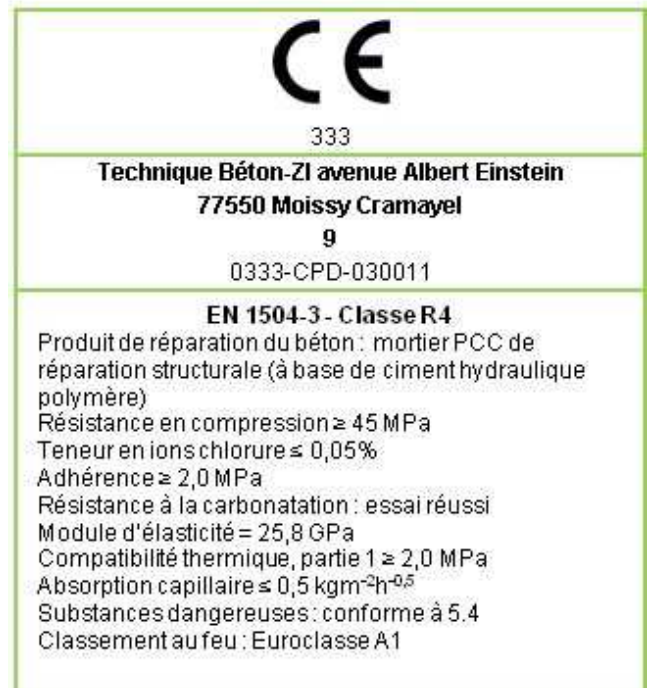 CE
333
Technique Béton-ZI avenue Albert Einstein
77550 Moissy Cramayel
9
0333-CPD-030011
EN 1504-3 - Classe R4
Produit de réparation du béton : mortier PCC de
réparation structurale (à base de ciment hydraulique
polymère)
Résistance en compression ≥ 45 MPa
Teneur en ions chlorure ≤ 0,05%
Adhérence ≥ 2,0 MPa
Résistance à la carbonatation : essai réussi
Module d'élasticité = 25,8 GPa
Compatibilité thermique, partie 1 ≥ 2,0 MPa
Absorption capillaire ≤ 0,5 kgm⁻²h⁻⁰·⁵
Substances dangereuses : conforme à 5.4
Classement au feu : Euroclasse A1